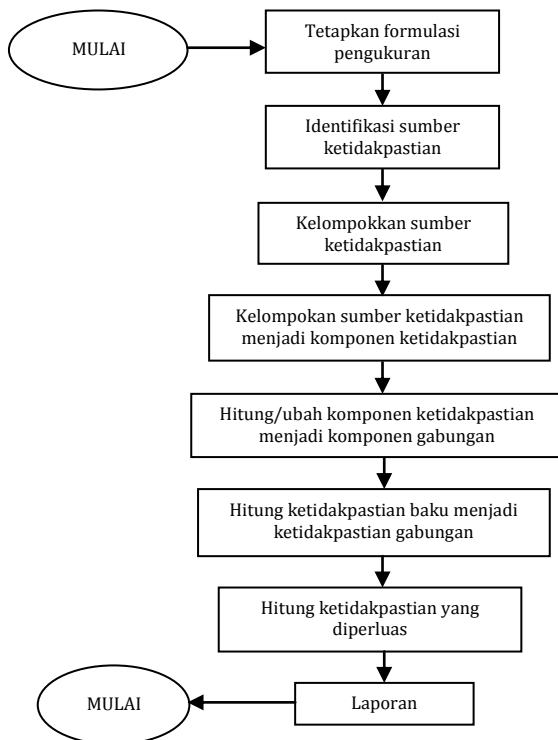 MULAI
Tetapkan formulasi
pengukuran
Identifikasi sumber
ketidakpastian
Kelompokkan sumber
ketidakpastian
Kelompokan sumber ketidakpastian
menjadi komponen ketidakpastian
Hitung/ubah komponen ketidakpastian
menjadi komponen gabungan
Hitung ketidakpastian baku menjadi
ketidakpastian gabungan
Hitung ketidakpastian yang
diperluas
Laporan
MULAI